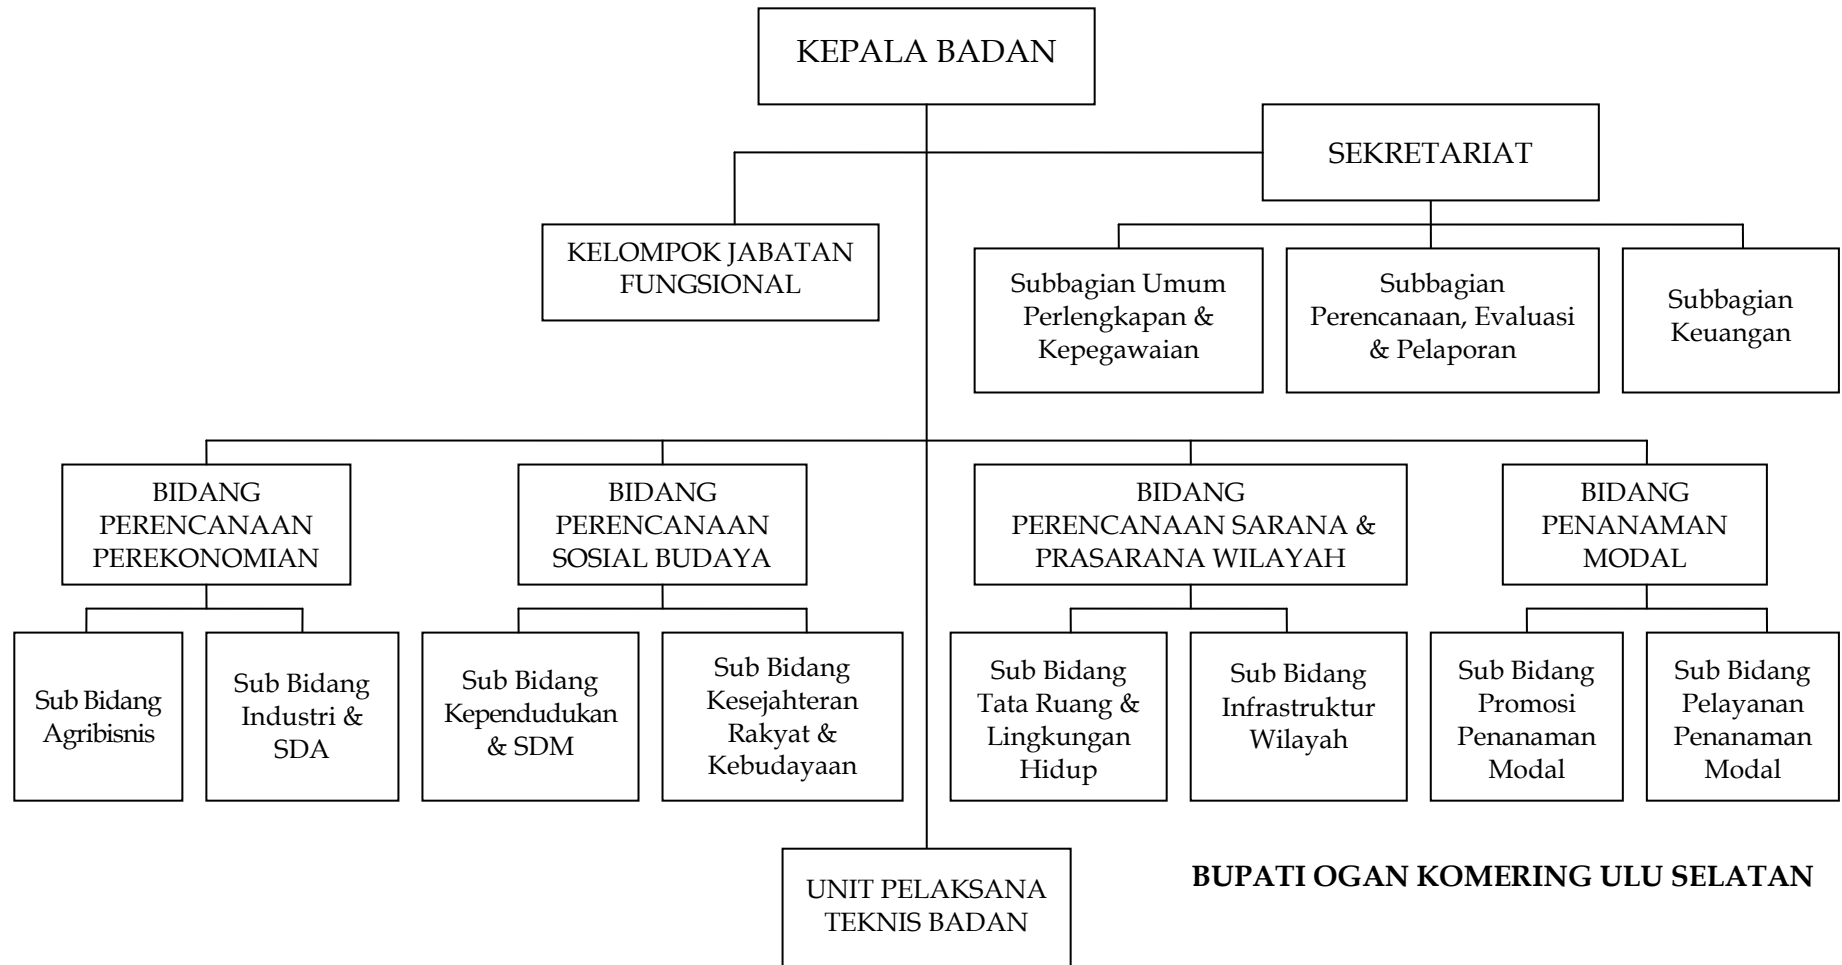 KEPALA BADAN
SEKRETARIAT
KELOMPOK JABATAN
FUNGSIONAL
Subbagian Umum
Perlengkapan &
Kepegawaian
Subbagian
Perencanaan, Evaluasi
& Pelaporan
Subbagian
Keuangan
BIDANG
PERENCANAAN
PEREKONOMIAN
BIDANG
PERENCANAAN
SOSIAL BUDAYA
BIDANG
PERENCANAAN SARANA &
PRASARANA WILAYAH
BIDANG
PENANAMAN
MODAL
Sub Bidang
Agribisnis
Sub Bidang
Industri &
SDA
Sub Bidang
Kependudukan
& SDM
Sub Bidang
Kesejahteran
Rakyat &
Kebudayaan
Sub Bidang
Tata Ruang &
Lingkungan
Hidup
Sub Bidang
Infrastruktur
Wilayah
Sub Bidang
Promosi
Penanaman
Modal
Sub Bidang
Pelayanan
Penanaman
Modal
UNIT PELAKSANA
TEKNIS BADAN
BUPATI OGAN KOMERING ULU SELATAN